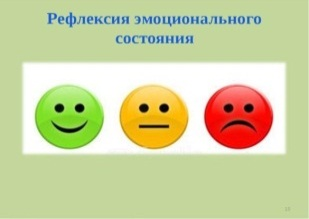 Рефлексия эмоционального
состояния